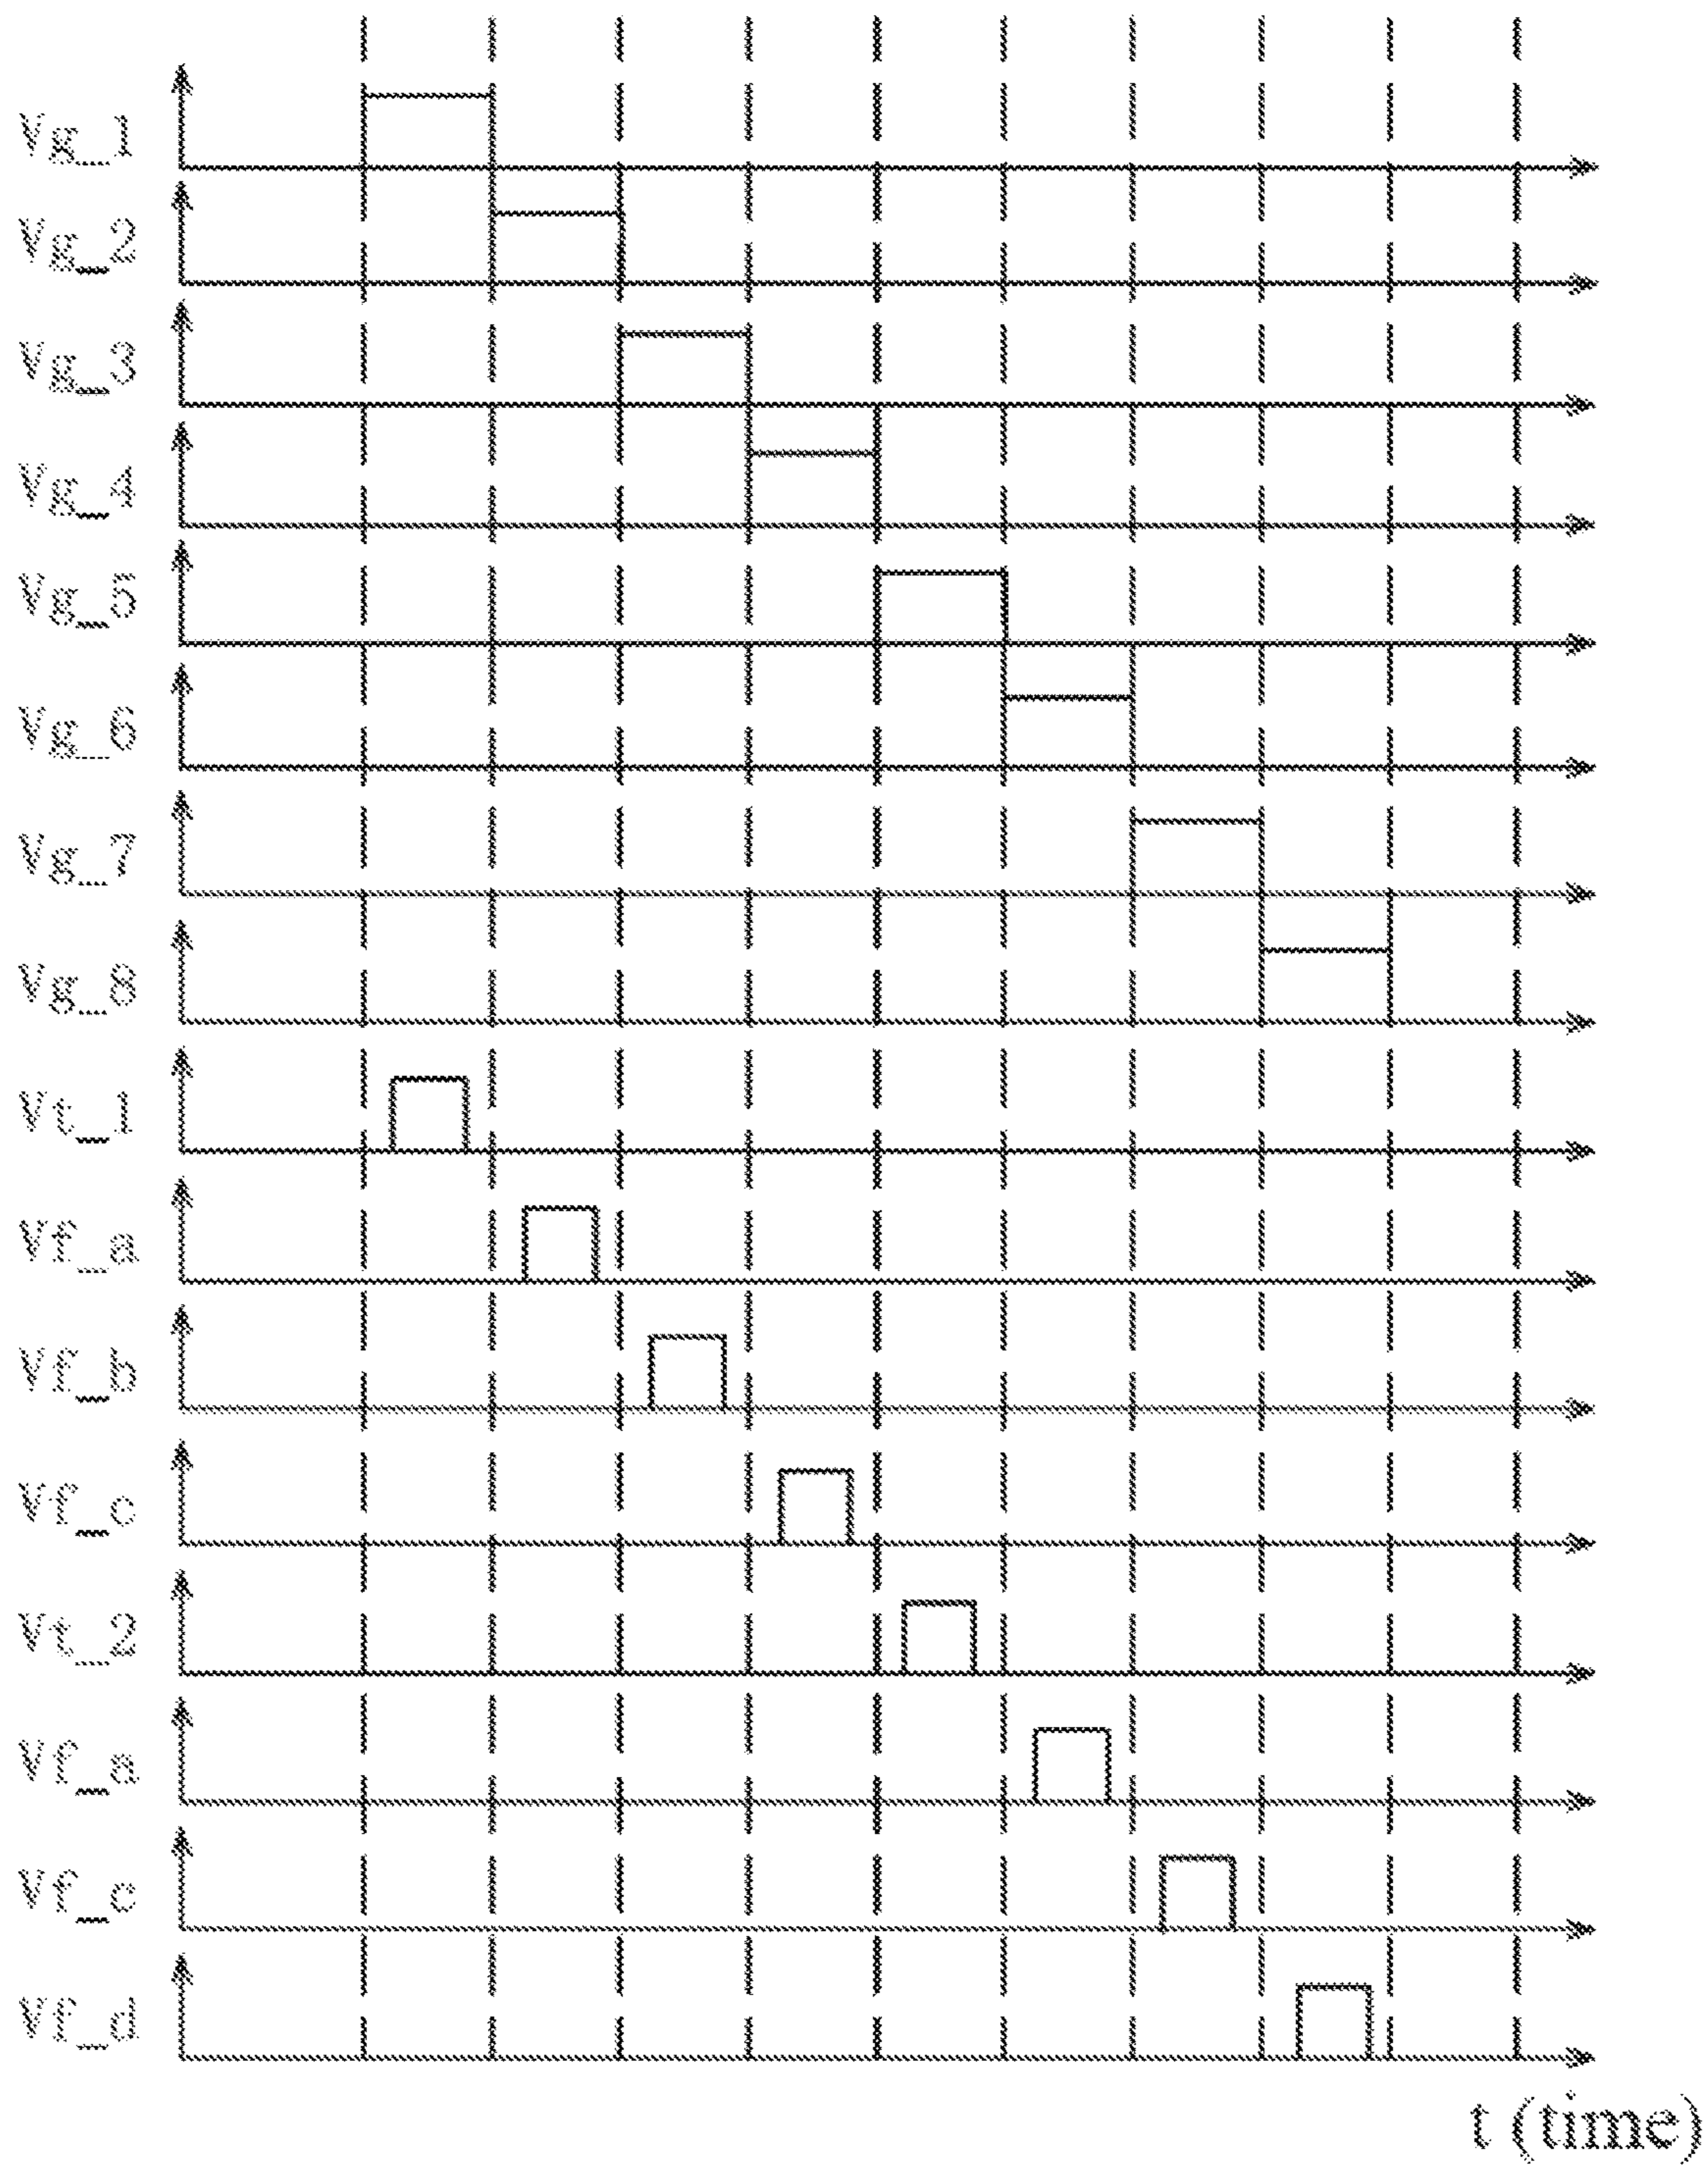 Vg_1
Vg_2
Vg_3
Vg_4
Vg_5
Vg_6
Vg_7
Vg_8
Vt_1
Vf_a
Vf_b
Vf_c
Vt_2
Vf_a
Vf_c
Vf_d
t (time)